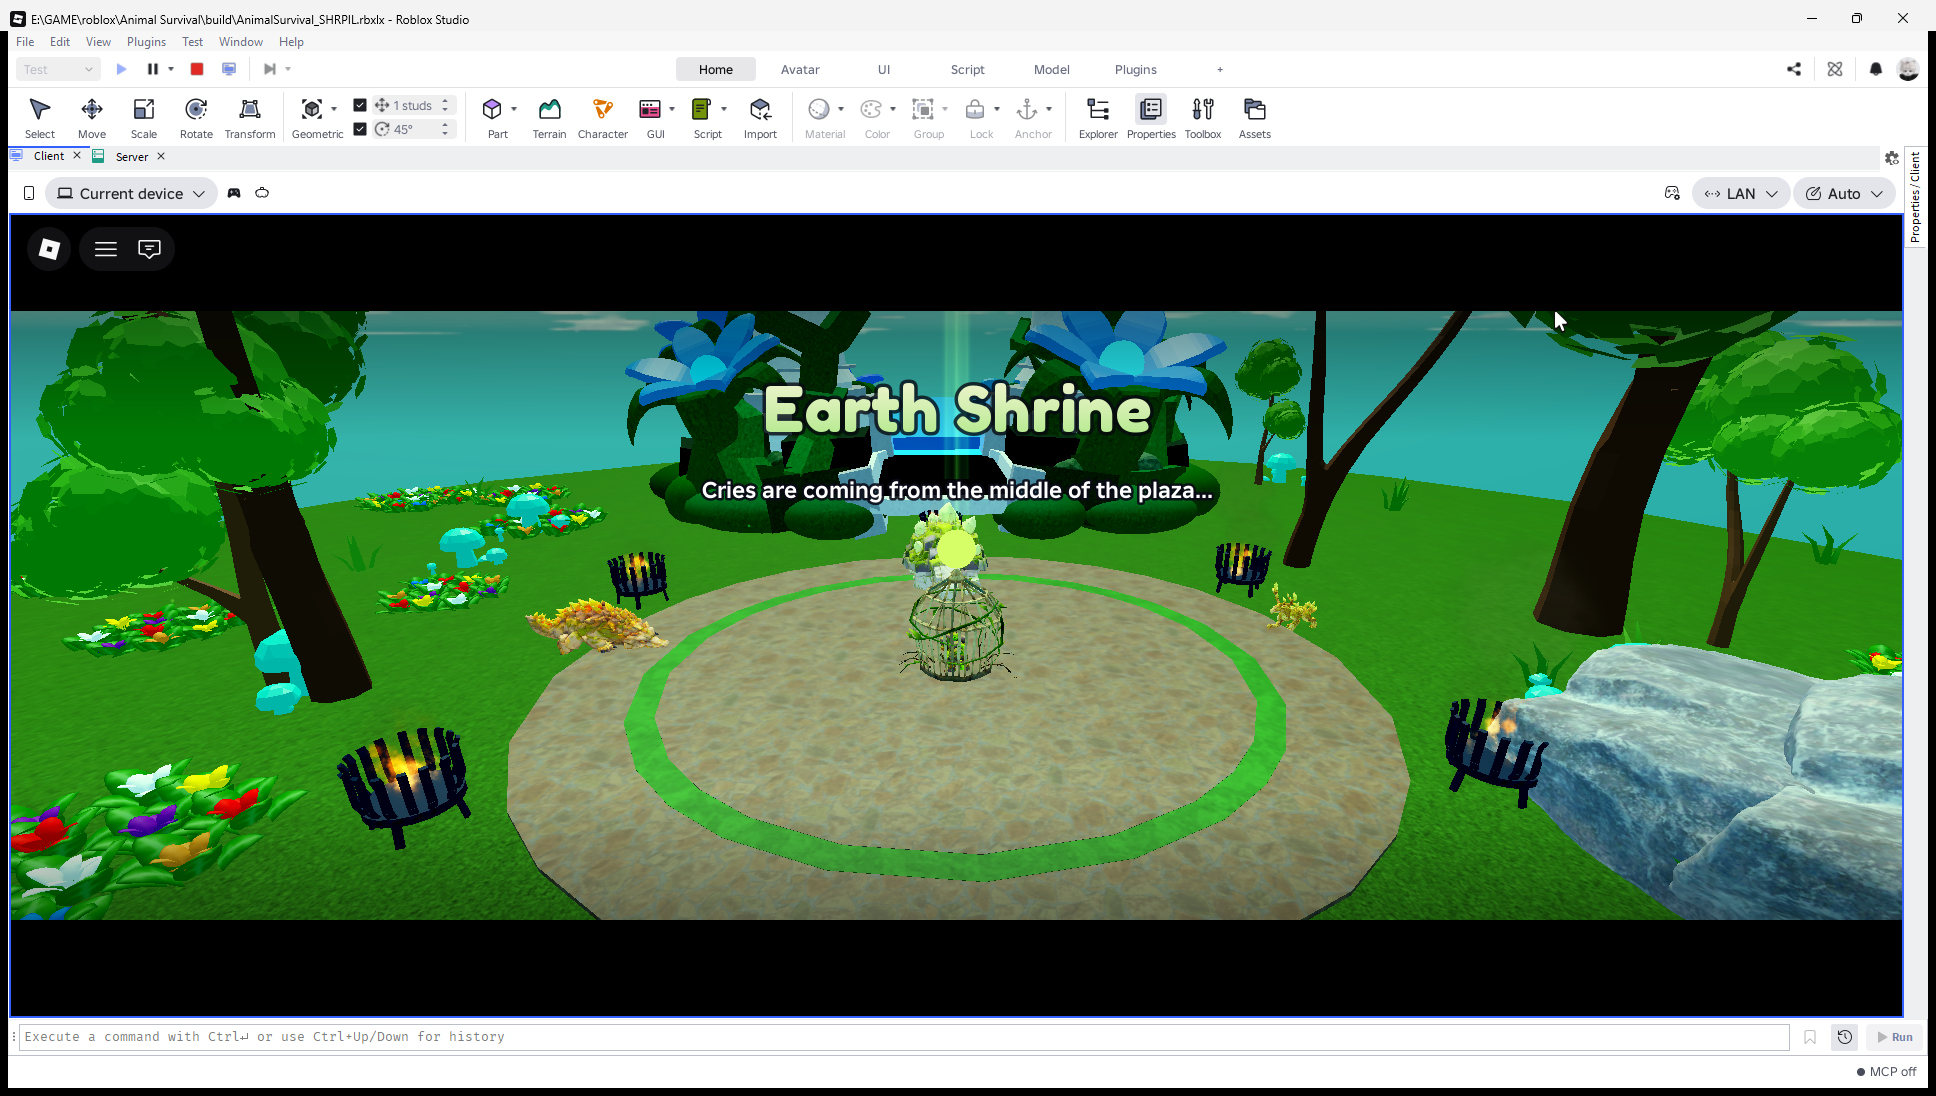 E:\GAME\roblox\Animal Survival\build\AnimalSurvival_SHRPIL.rbxlx - Roblox Studio
File Edit View Plugins Test Window Help
Test Home Avatar UI Script Model Plugins +
1 studs
45°
Select Move Scale Rotate Transform Geometric Part Terrain Character GUI Script Import Material Color Group Lock Anchor Explorer Properties Toolbox Assets
Client Server
Properties / Client
Current device LAN Auto
Earth Shrine
Cries are coming from the middle of the plaza...
Execute a command with Ctrl↵ or use Ctrl+Up/Down for history
Run
MCP off